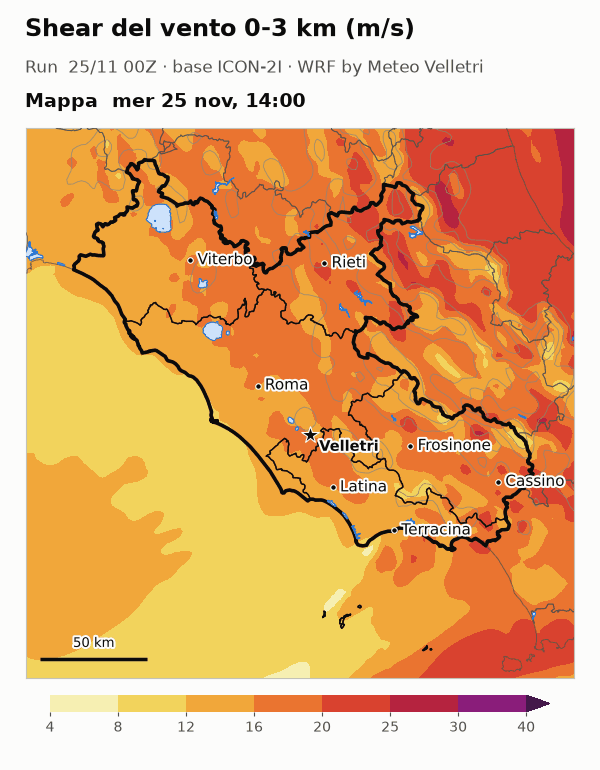 Shear del vento 0-3 km (m/s)
Run  25/11 00Z · base ICON-2I · WRF by Meteo Velletri
Mappa  mer 25 nov, 14:00
Viterbo
Rieti
Roma
Velletri
Frosinone
Cassino
Latina
Terracina
50 km
4 8 12 16 20 25 30 40